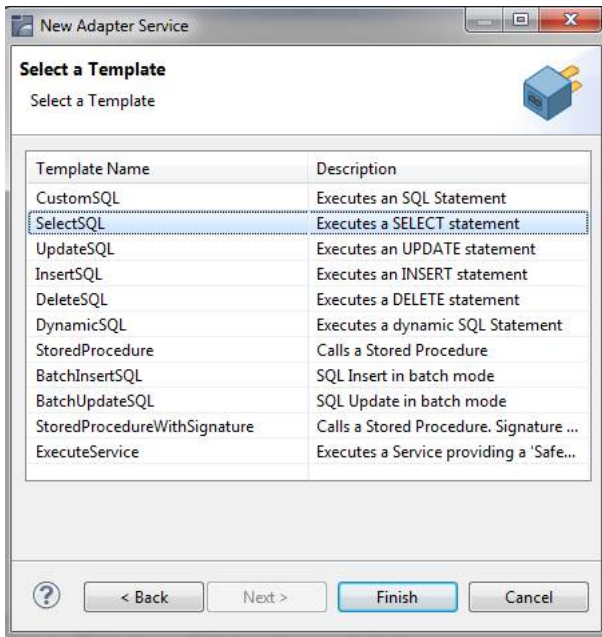 New Adapter Service
Select a Template
Select a Template
Template Name Description
CustomSQL Executes an SQL Statement
SelectSQL Executes a SELECT statement
UpdateSQL Executes an UPDATE statement
InsertSQL Executes an INSERT statement
DeleteSQL Executes a DELETE statement
DynamicSQL Executes a dynamic SQL Statement
StoredProcedure Calls a Stored Procedure
BatchInsertSQL SQL Insert in batch mode
BatchUpdateSQL SQL Update in batch mode
StoredProcedureWithSignature Calls a Stored Procedure. Signature ...
ExecuteService Executes a Service providing a 'Safe...
? < Back Next > Finish Cancel